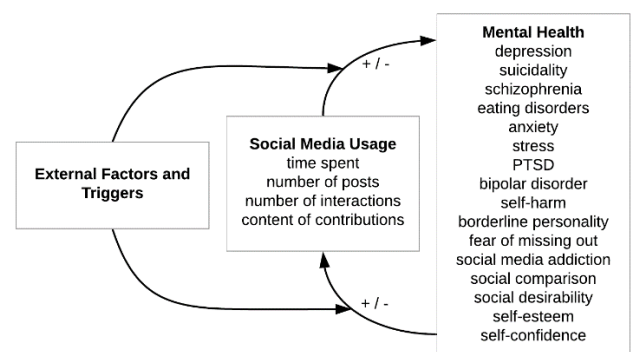 External Factors and
Triggers
Social Media Usage
time spent
number of posts
number of interactions
content of contributions
+ / -
+ / -
Mental Health
depression
suicidality
schizophrenia
eating disorders
anxiety
stress
PTSD
bipolar disorder
self-harm
borderline personality
fear of missing out
social media addiction
social comparison
social desirability
self-esteem
self-confidence